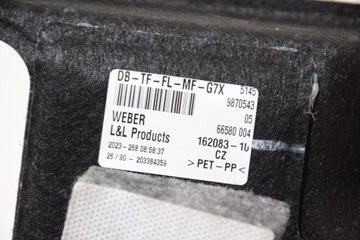 DB-TF-FL-MF-G7X 5145
9870543
05
WEBER 66580 004
L&L Products 162083-10
2023-268 08:58:37 CZ
26 / 90 - 203384359 >PET-PP<